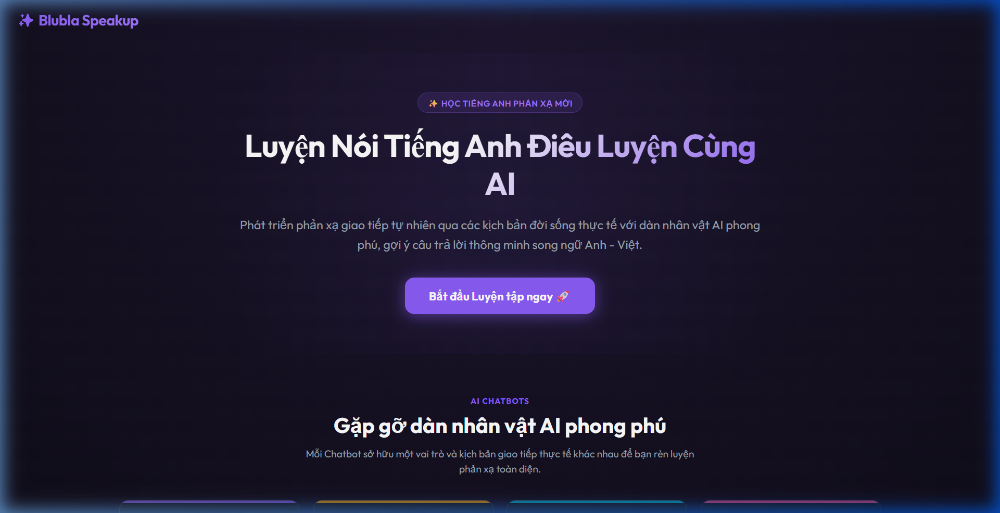 Blubla Speakup
✨ HỌC TIẾNG ANH PHẢN XẠ MỚI
Luyện Nói Tiếng Anh Điêu Luyện Cùng
AI
Phát triển phản xạ giao tiếp tự nhiên qua các kịch bản đời sống thực tế với dàn nhân vật AI phong
phú, gợi ý câu trả lời thông minh song ngữ Anh - Việt.
Bắt đầu Luyện tập ngay 🚀
AI CHATBOTS
Gặp gỡ dàn nhân vật AI phong phú
Mỗi Chatbot sở hữu một vai trò và kịch bản giao tiếp thực tế khác nhau để bạn rèn luyện
phản xạ toàn diện.